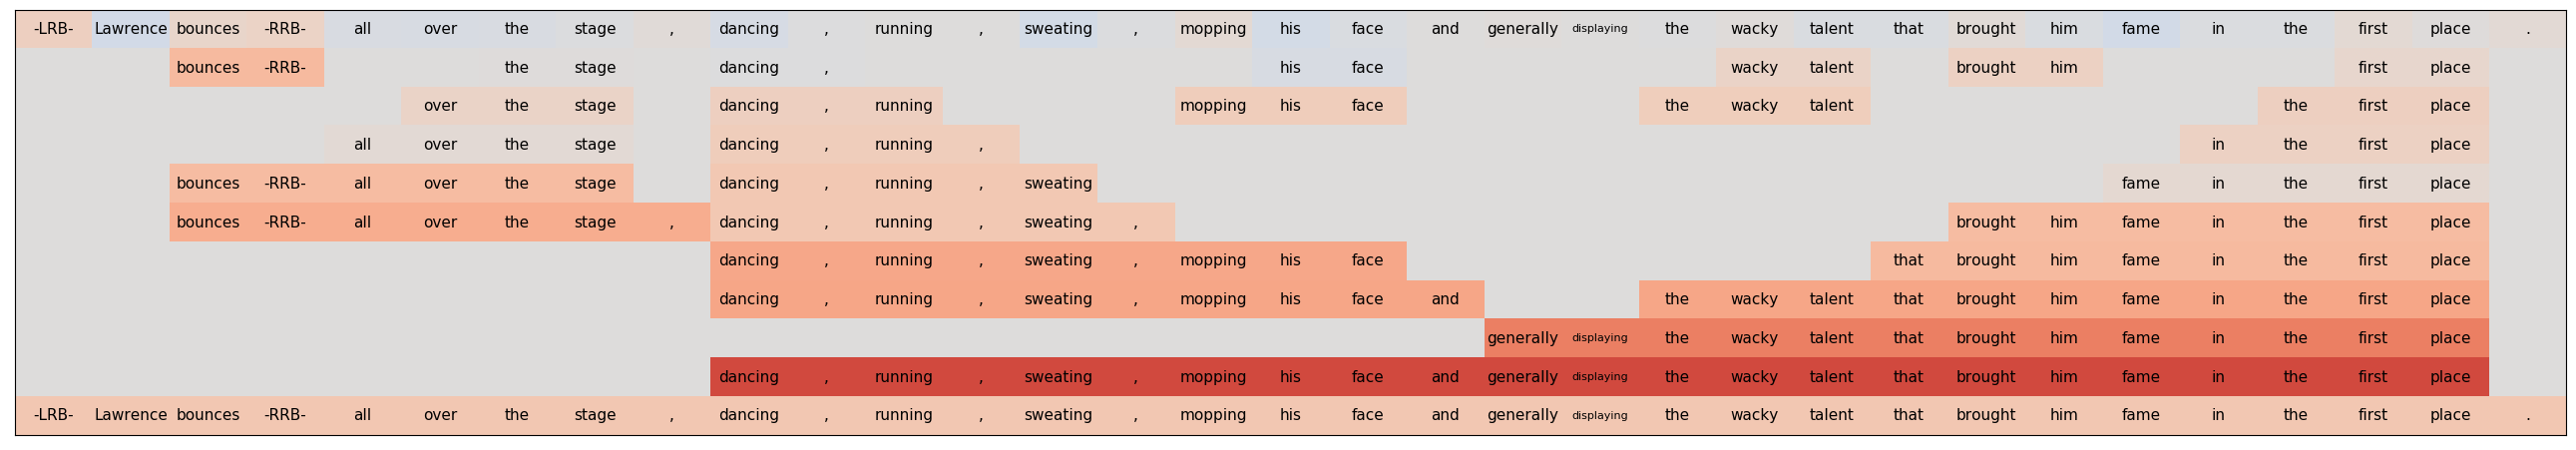 -LRB- Lawrence bounces -RRB- all over the stage , dancing , running , sweating , mopping his face and generally displaying the wacky talent that brought him fame in the first place .
bounces -RRB- the stage dancing , his face wacky talent brought him first place
over the stage dancing , running mopping his face the wacky talent the first place
all over the stage dancing , running , in the first place
bounces -RRB- all over the stage dancing , running , sweating fame in the first place
bounces -RRB- all over the stage , dancing , running , sweating , brought him fame in the first place
dancing , running , sweating , mopping his face that brought him fame in the first place
dancing , running , sweating , mopping his face and the wacky talent that brought him fame in the first place
generally displaying the wacky talent that brought him fame in the first place
dancing , running , sweating , mopping his face and generally displaying the wacky talent that brought him fame in the first place
-LRB- Lawrence bounces -RRB- all over the stage , dancing , running , sweating , mopping his face and generally displaying the wacky talent that brought him fame in the first place .